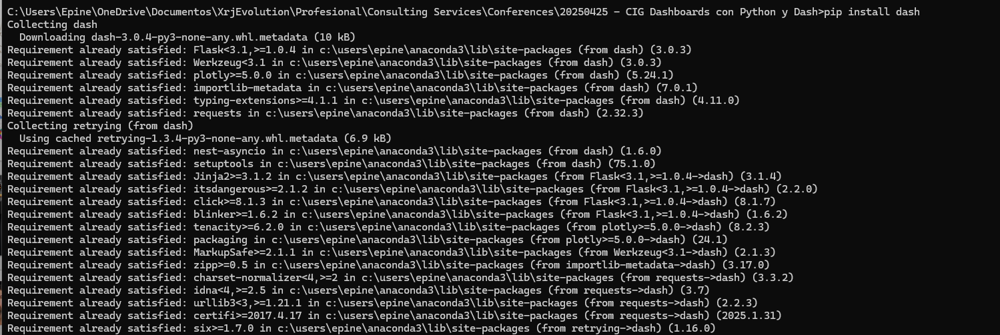 C:\Users\Epine\OneDrive\Documentos\XrjEvolution\Profesional\Consulting Services\Conferences\20250425 - CIG Dashboards con Python y Dash>pip install dash
Collecting dash
  Downloading dash-3.0.4-py3-none-any.whl.metadata (10 kB)
Requirement already satisfied: Flask<3.1,>=1.0.4 in c:\users\epine\anaconda3\lib\site-packages (from dash) (3.0.3)
Requirement already satisfied: Werkzeug<3.1 in c:\users\epine\anaconda3\lib\site-packages (from dash) (3.0.3)
Requirement already satisfied: plotly>=5.0.0 in c:\users\epine\anaconda3\lib\site-packages (from dash) (5.24.1)
Requirement already satisfied: importlib-metadata in c:\users\epine\anaconda3\lib\site-packages (from dash) (7.0.1)
Requirement already satisfied: typing-extensions>=4.1.1 in c:\users\epine\anaconda3\lib\site-packages (from dash) (4.11.0)
Requirement already satisfied: requests in c:\users\epine\anaconda3\lib\site-packages (from dash) (2.32.3)
Collecting retrying (from dash)
  Using cached retrying-1.3.4-py3-none-any.whl.metadata (6.9 kB)
Requirement already satisfied: nest-asyncio in c:\users\epine\anaconda3\lib\site-packages (from dash) (1.6.0)
Requirement already satisfied: setuptools in c:\users\epine\anaconda3\lib\site-packages (from dash) (75.1.0)
Requirement already satisfied: Jinja2>=3.1.2 in c:\users\epine\anaconda3\lib\site-packages (from Flask<3.1,>=1.0.4->dash) (3.1.4)
Requirement already satisfied: itsdangerous>=2.1.2 in c:\users\epine\anaconda3\lib\site-packages (from Flask<3.1,>=1.0.4->dash) (2.2.0)
Requirement already satisfied: click>=8.1.3 in c:\users\epine\anaconda3\lib\site-packages (from Flask<3.1,>=1.0.4->dash) (8.1.7)
Requirement already satisfied: blinker>=1.6.2 in c:\users\epine\anaconda3\lib\site-packages (from Flask<3.1,>=1.0.4->dash) (1.6.2)
Requirement already satisfied: tenacity>=6.2.0 in c:\users\epine\anaconda3\lib\site-packages (from plotly>=5.0.0->dash) (8.2.3)
Requirement already satisfied: packaging in c:\users\epine\anaconda3\lib\site-packages (from plotly>=5.0.0->dash) (24.1)
Requirement already satisfied: MarkupSafe>=2.1.1 in c:\users\epine\anaconda3\lib\site-packages (from Werkzeug<3.1->dash) (2.1.3)
Requirement already satisfied: zipp>=0.5 in c:\users\epine\anaconda3\lib\site-packages (from importlib-metadata->dash) (3.17.0)
Requirement already satisfied: charset-normalizer<4,>=2 in c:\users\epine\anaconda3\lib\site-packages (from requests->dash) (3.3.2)
Requirement already satisfied: idna<4,>=2.5 in c:\users\epine\anaconda3\lib\site-packages (from requests->dash) (3.7)
Requirement already satisfied: urllib3<3,>=1.21.1 in c:\users\epine\anaconda3\lib\site-packages (from requests->dash) (2.2.3)
Requirement already satisfied: certifi>=2017.4.17 in c:\users\epine\anaconda3\lib\site-packages (from requests->dash) (2025.1.31)
Requirement already satisfied: six>=1.7.0 in c:\users\epine\anaconda3\lib\site-packages (from retrying->dash) (1.16.0)